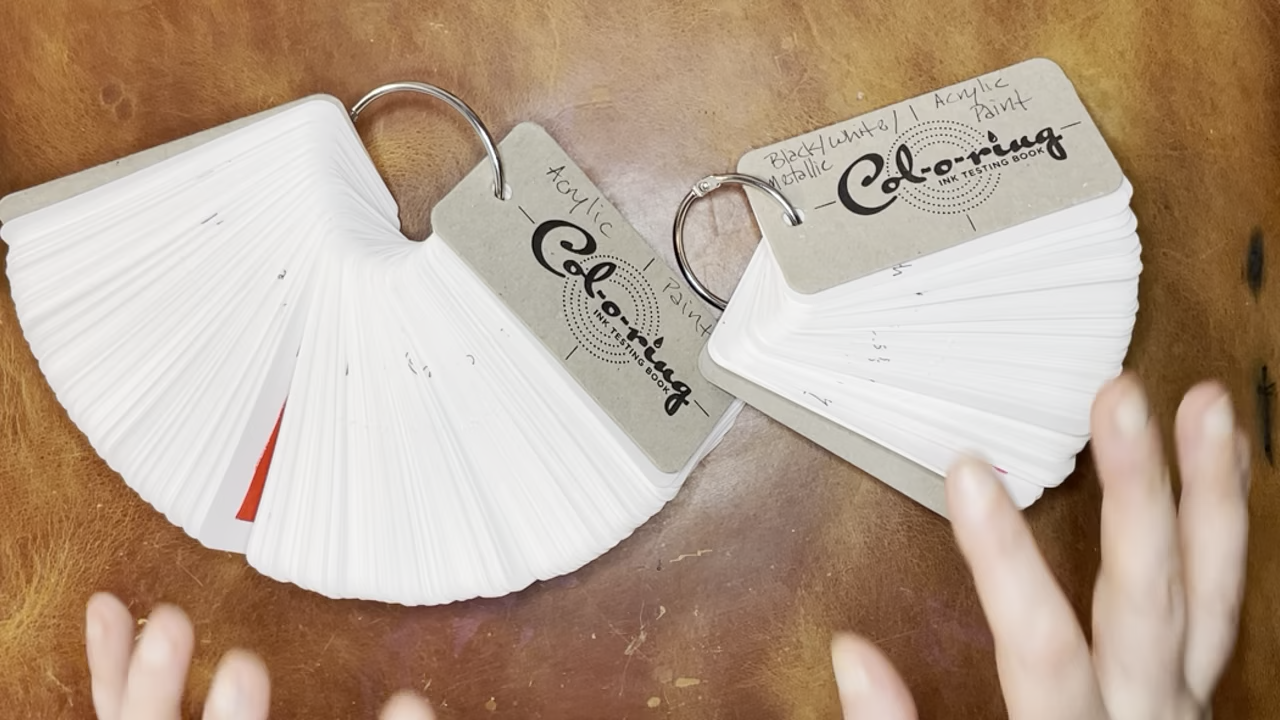 Acrylic
Paint
Col-o-ring
INK TESTING BOOK
Black/White/
Metallic
Acrylic
Paint
Col-o-ring
INK TESTING BOOK